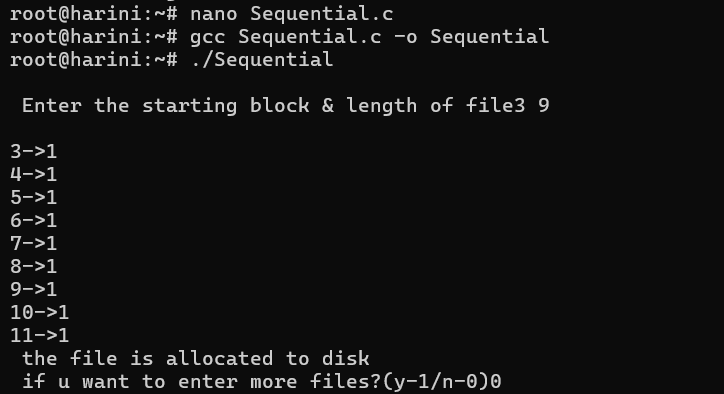 root@harini:~# nano Sequential.c
root@harini:~# gcc Sequential.c -o Sequential
root@harini:~# ./Sequential
Enter the starting block & length of file3 9
3->1
4->1
5->1
6->1
7->1
8->1
9->1
10->1
11->1
the file is allocated to disk
if u want to enter more files?(y-1/n-0)0